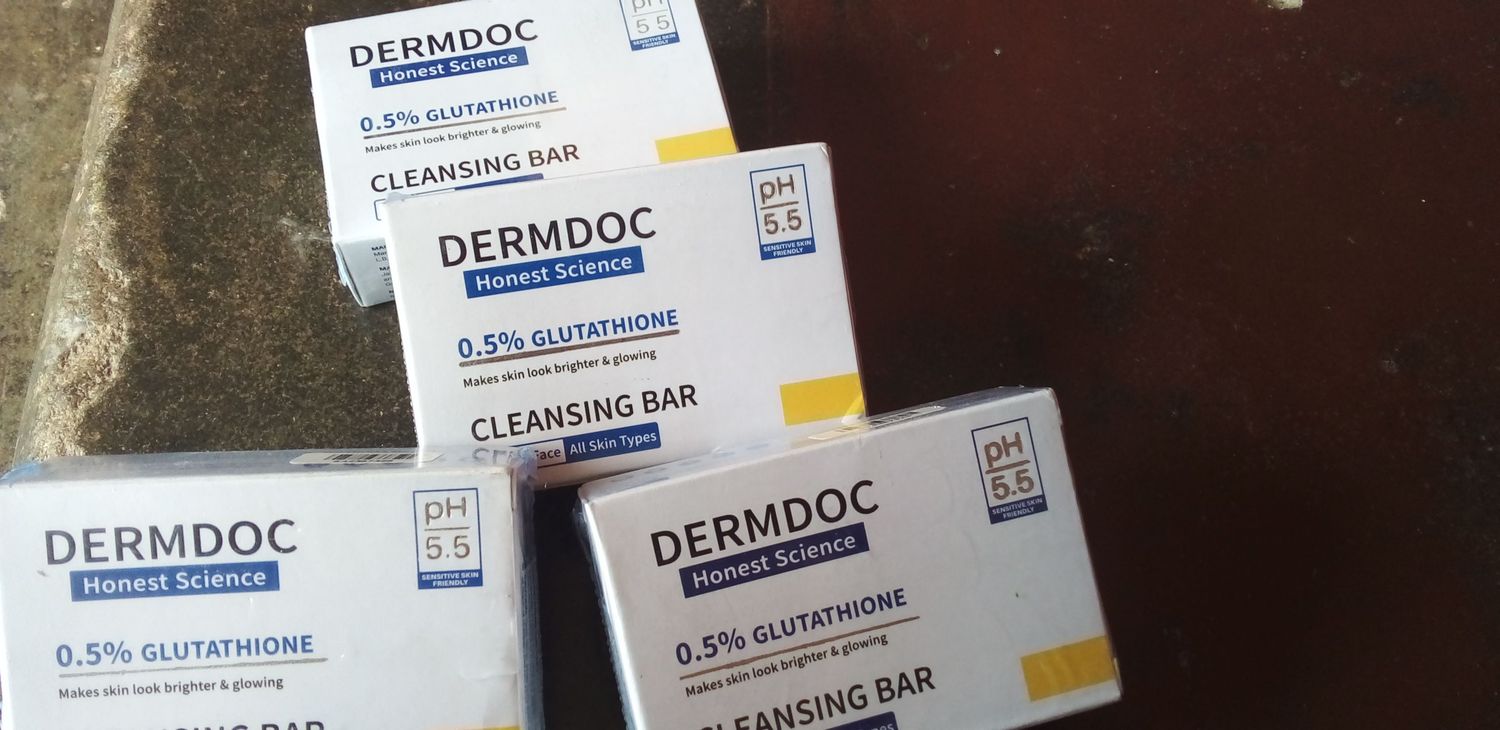 DERMDOC
Honest Science
pH
5.5
SENSITIVE SKIN
FRIENDLY
0.5% GLUTATHIONE
Makes skin look brighter & glowing
CLEANSING BAR
DERMDOC
Honest Science
pH
5.5
SENSITIVE SKIN
FRIENDLY
0.5% GLUTATHIONE
Makes skin look brighter & glowing
CLEANSING BAR
Face All Skin Types
DERMDOC
Honest Science
pH
5.5
SENSITIVE SKIN
FRIENDLY
0.5% GLUTATHIONE
Makes skin look brighter & glowing
DERMDOC
Honest Science
pH
5.5
SENSITIVE SKIN
FRIENDLY
0.5% GLUTATHIONE
Makes skin look brighter & glowing
CLEANSING BAR